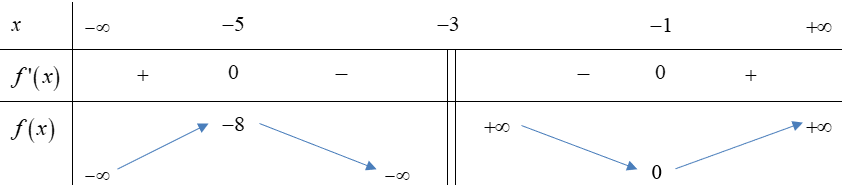 x −∞ −5 −3 −1 +∞
f'(x) + 0 − − 0 +
f(x) −8 +∞ +∞
−∞ −∞ 0